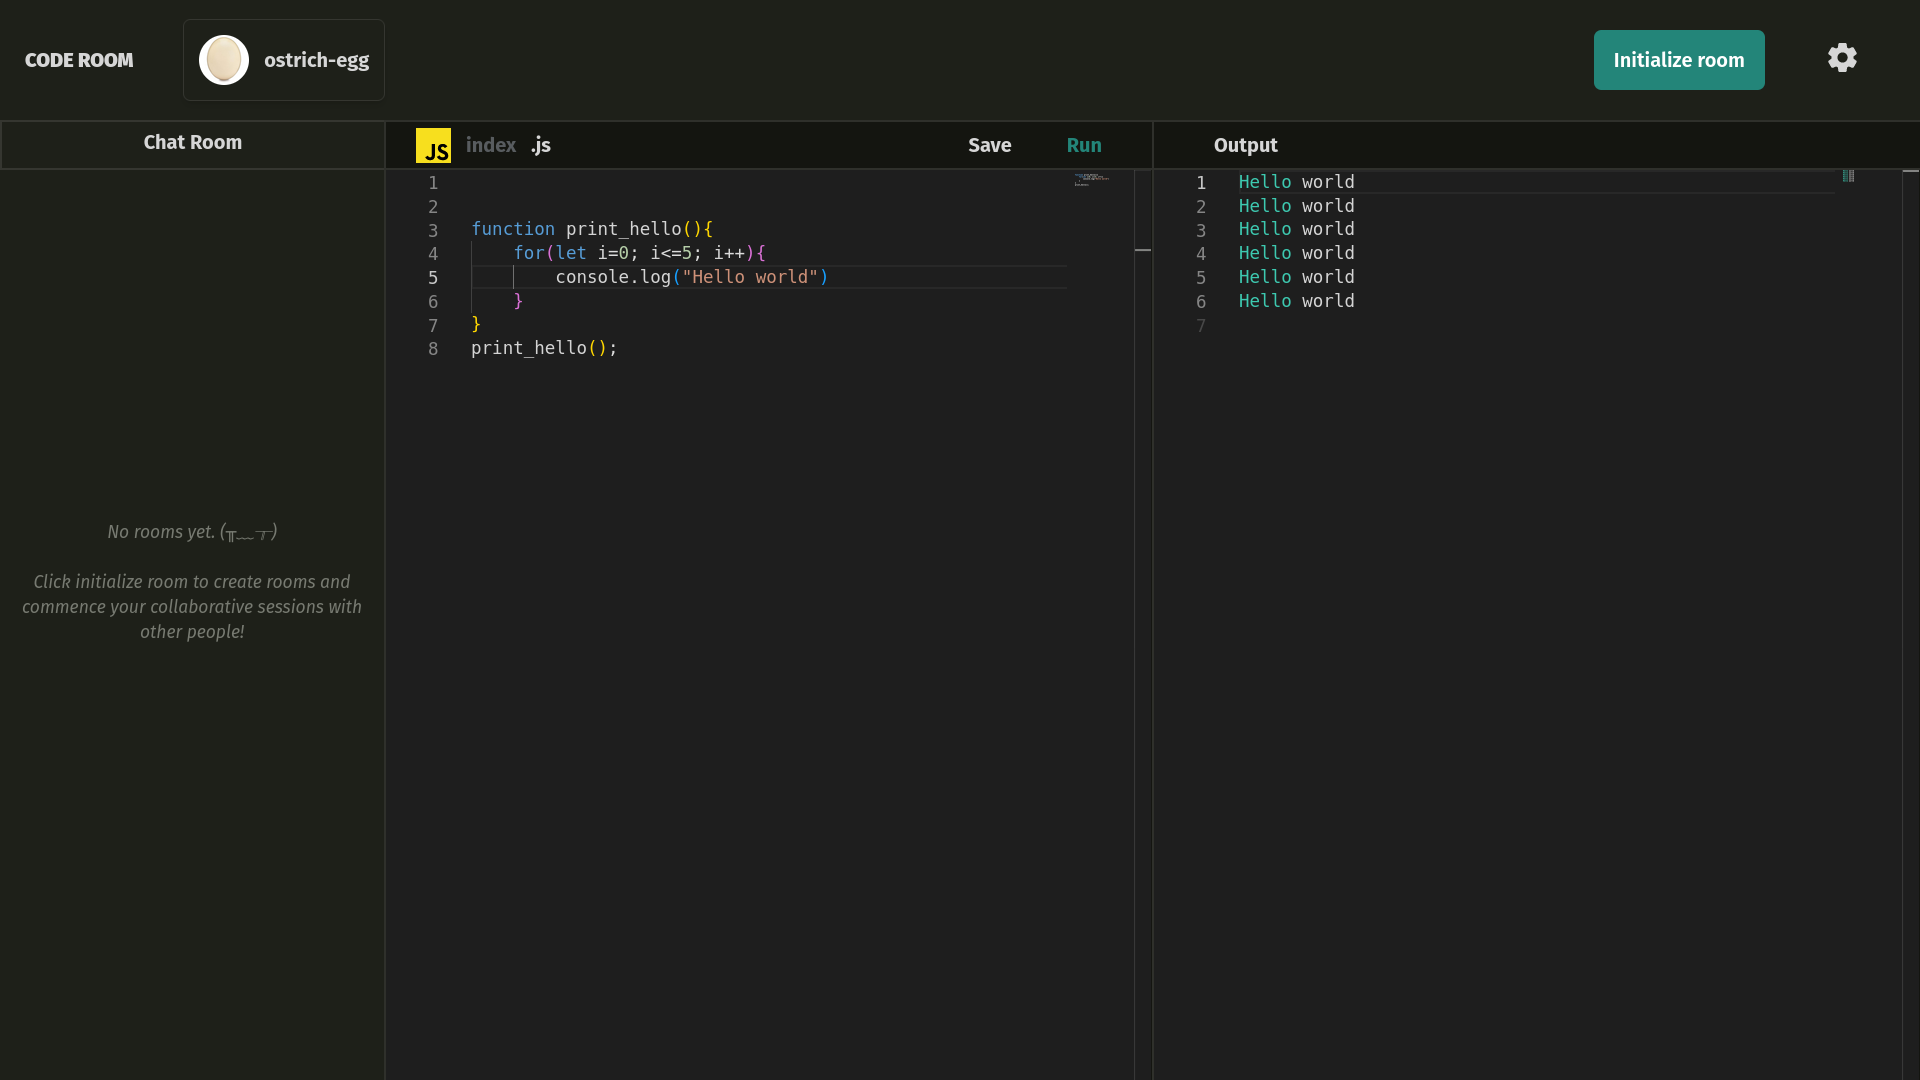 CODE ROOM
ostrich-egg
Initialize room
Chat Room
JS
index .js
Save
Run
Output
1
2
3 function print_hello(){
4     for(let i=0; i<=5; i++){
5         console.log("Hello world")
6     }
7 }
8 print_hello();
1 Hello world
2 Hello world
3 Hello world
4 Hello world
5 Hello world
6 Hello world
7
No rooms yet. (╥﹏╥)
Click initialize room to create rooms and
commence your collaborative sessions with
other people!